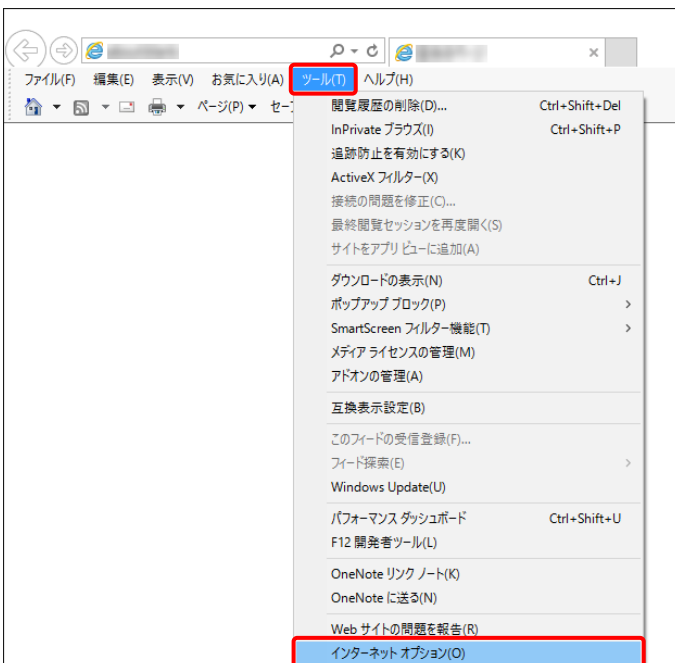 ファイル(F) 編集(E) 表示(V) お気に入り(A) ツール(T) ヘルプ(H)
ページ(P)
閲覧履歴の削除(D)... Ctrl+Shift+Del
InPrivate ブラウズ(I) Ctrl+Shift+P
追跡防止を有効にする(K)
ActiveX フィルター(X)
接続の問題を修正(C)...
最終閲覧セッションを再度開く(S)
サイトをアプリ ビューに追加(A)
ダウンロードの表示(N) Ctrl+J
ポップアップ ブロック(P)
SmartScreen フィルター機能(T)
メディア ライセンスの管理(M)
アドオンの管理(A)
互換表示設定(B)
このフィードの受信登録(F)...
フィード探索(E)
Windows Update(U)
パフォーマンス ダッシュボード Ctrl+Shift+U
F12 開発者ツール(L)
OneNote リンク ノート(K)
OneNote に送る(N)
Web サイトの問題を報告(R)
インターネット オプション(O)